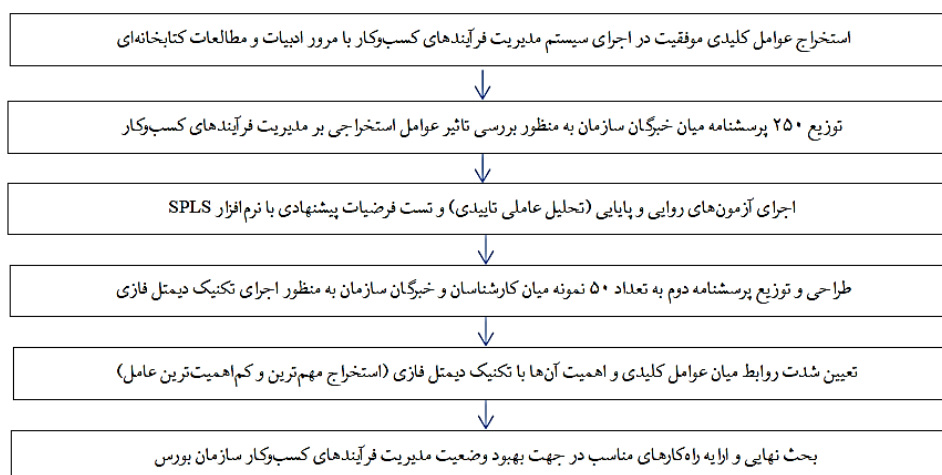 استخراج عوامل کلیدی موفقیت در اجرای سیستم مدیریت فرآیندهای کسب‌وکار با مرور ادبیات و مطالعات کتابخانه‌ای
توزیع ۲۵۰ پرسشنامه میان خبرگان سازمان به منظور بررسی تاثیر عوامل استخراجی بر مدیریت فرآیندهای کسب‌وکار
اجرای آزمون‌های روایی و پایایی (تحلیل عاملی تاییدی) و تست فرضیات پیشنهادی با نرم‌افزار SPLS
طراحی و توزیع پرسشنامه دوم به تعداد ۵۰ نمونه میان کارشناسان و خبرگان سازمان به منظور اجرای تکنیک دیمتل فازی
تعیین شدت روابط میان عوامل کلیدی و اهمیت آن‌ها با تکنیک دیمتل فازی (استخراج مهم‌ترین و کم‌اهمیت‌ترین عامل)
بحث نهایی و ارایه راه‌کارهای مناسب در جهت بهبود وضعیت مدیریت فرآیندهای کسب‌وکار سازمان بورس